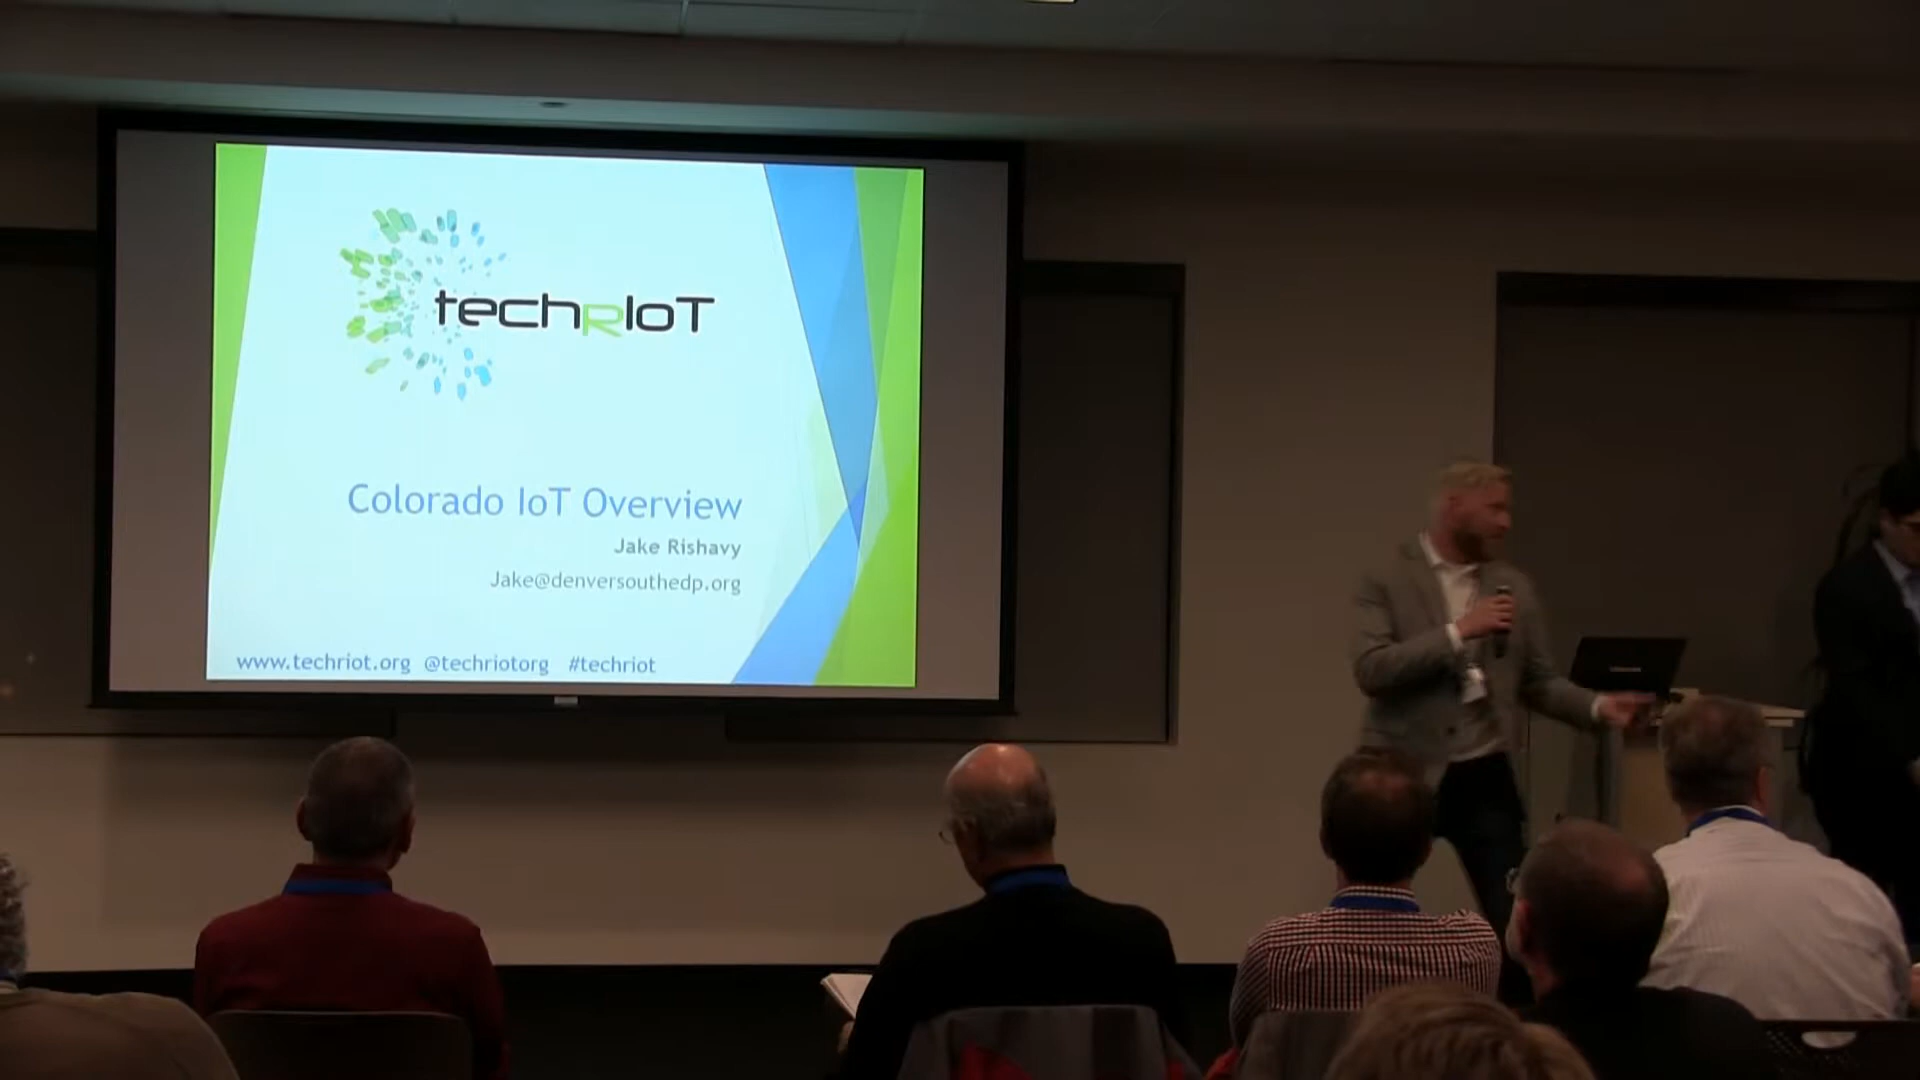 techRIoT
Colorado IoT Overview
Jake Rishavy
Jake@denversouthedp.org
www.techriot.org @techriotorg #techriot